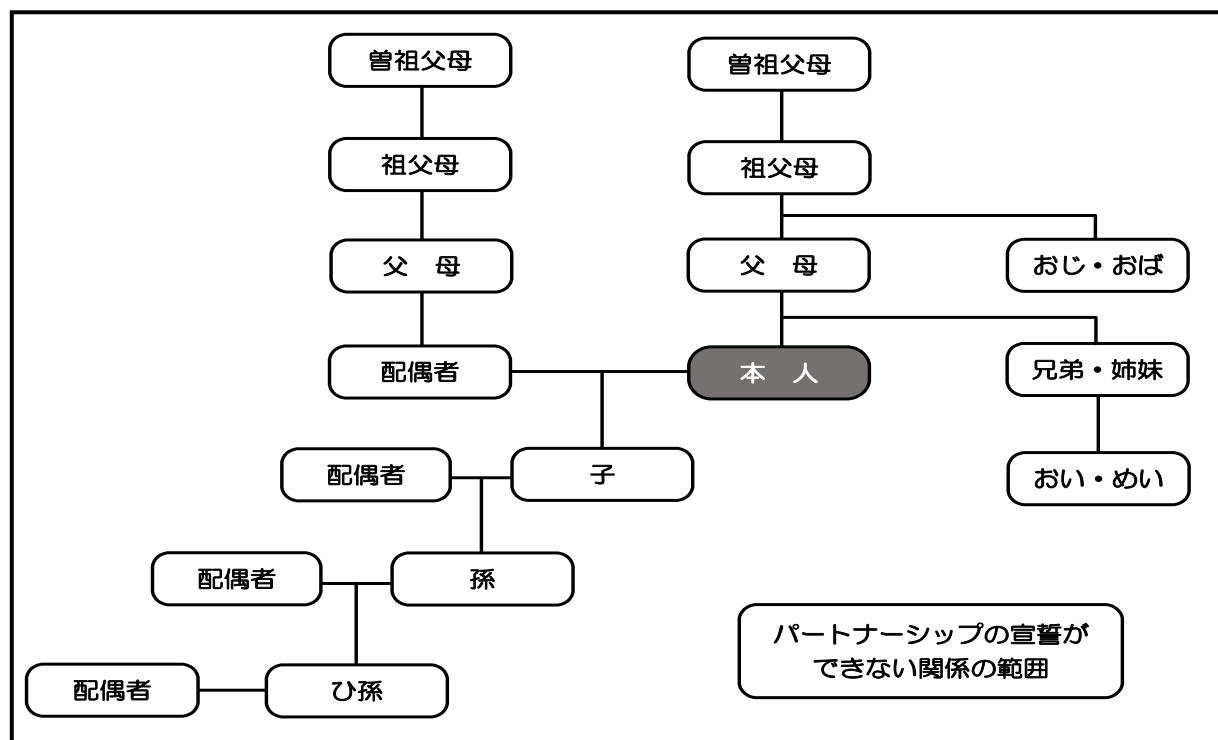 曽祖父母
曽祖父母
祖父母
祖父母
父　母
父　母
おじ・おば
配偶者
本　人
兄弟・姉妹
配偶者
子
おい・めい
配偶者
孫
パートナーシップの宣誓が
できない関係の範囲
配偶者
ひ孫